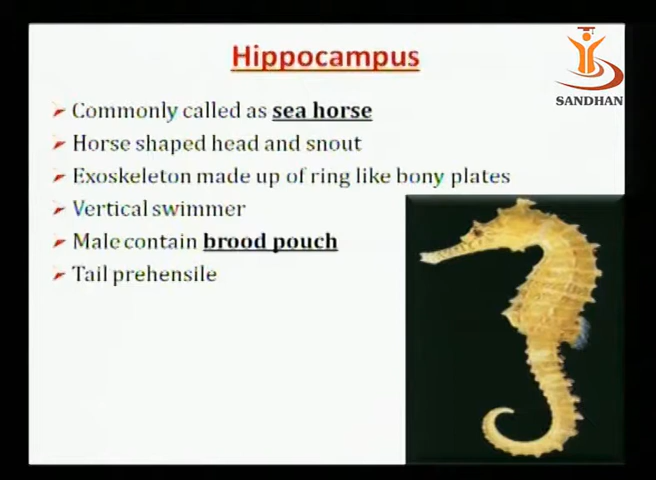 Hippocampus
SANDHAN
Commonly called as sea horse
Horse shaped head and snout
Exoskeleton made up of ring like bony plates
Vertical swimmer
Male contain brood pouch
Tail prehensile